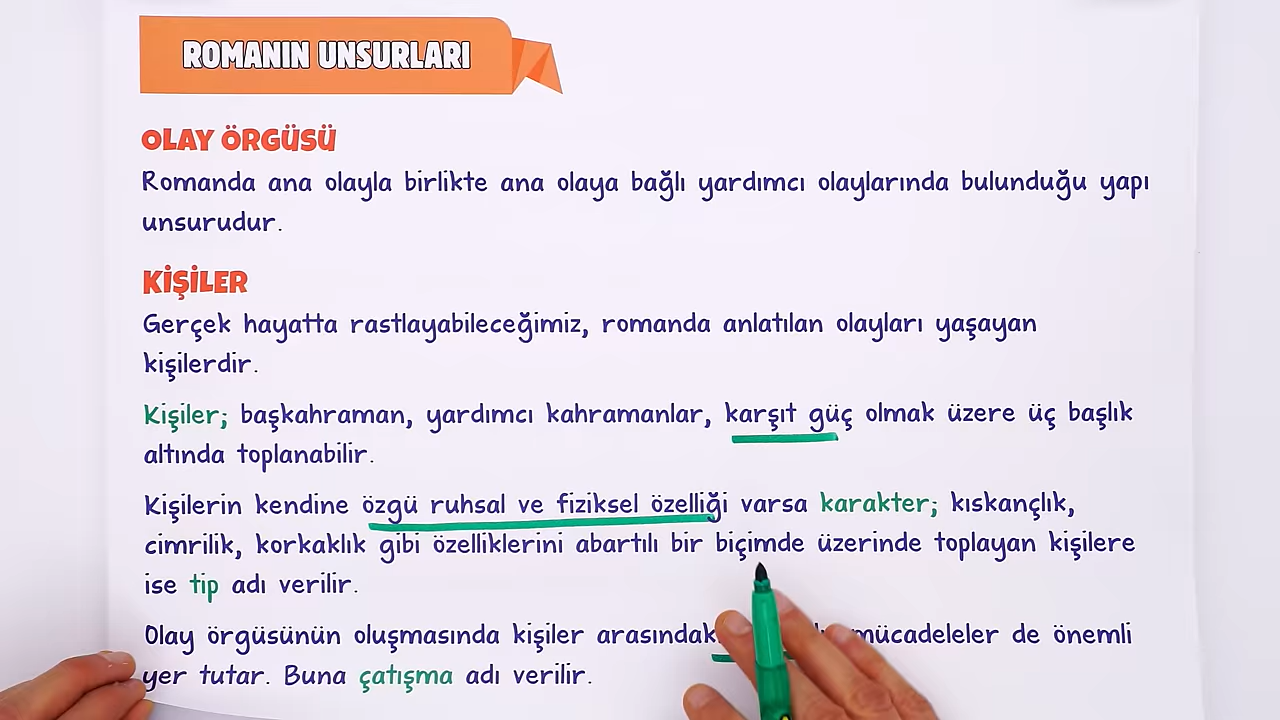 ROMANIN UNSURLARI
OLAY ÖRGÜSÜ
Romanda ana olayla birlikte ana olaya bağlı yardımcı olaylarında bulunduğu yapı
unsurudur.
KİŞİLER
Gerçek hayatta rastlayabileceğimiz, romanda anlatılan olayları yaşayan
kişilerdir.
Kişiler; başkahraman, yardımcı kahramanlar, karşıt güç olmak üzere üç başlık
altında toplanabilir.
Kişilerin kendine özgü ruhsal ve fiziksel özelliği varsa karakter; kıskançlık,
cimrilik, korkaklık gibi özelliklerini abartılı bir biçimde üzerinde toplayan kişilere
ise tip adı verilir.
Olay örgüsünün oluşmasında kişiler arasındaki mücadeleler de önemli
yer tutar. Buna çatışma adı verilir.